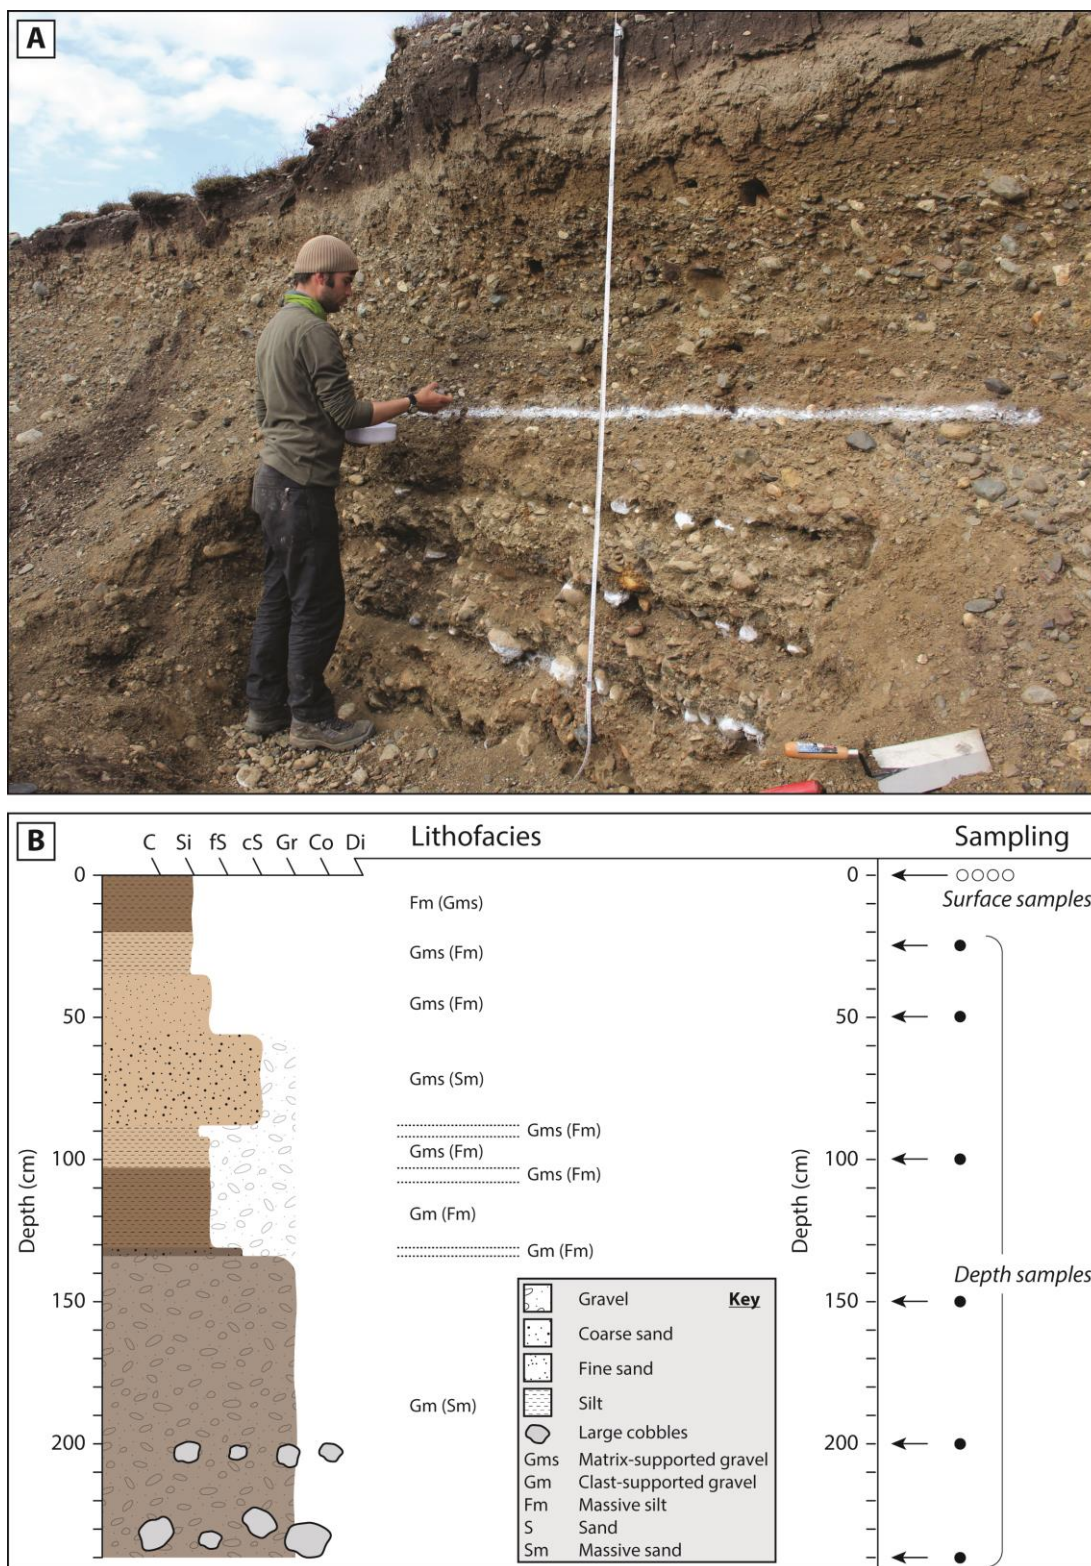 A
B
C Si fS cS Gr Co Di
Lithofacies
Sampling
0
50
100
150
200
Depth (cm)
Fm (Gms)
Gms (Fm)
Gms (Fm)
Gms (Sm)
Gms (Fm)
Gms (Fm)
Gms (Fm)
Gm (Fm)
Gm (Fm)
Gm (Sm)
Key
Gravel
Coarse sand
Fine sand
Silt
Large cobbles
Gms Matrix-supported gravel
Gm Clast-supported gravel
Fm Massive silt
S Sand
Sm Massive sand
0
50
100
150
200
Depth (cm)
Surface samples
Depth samples